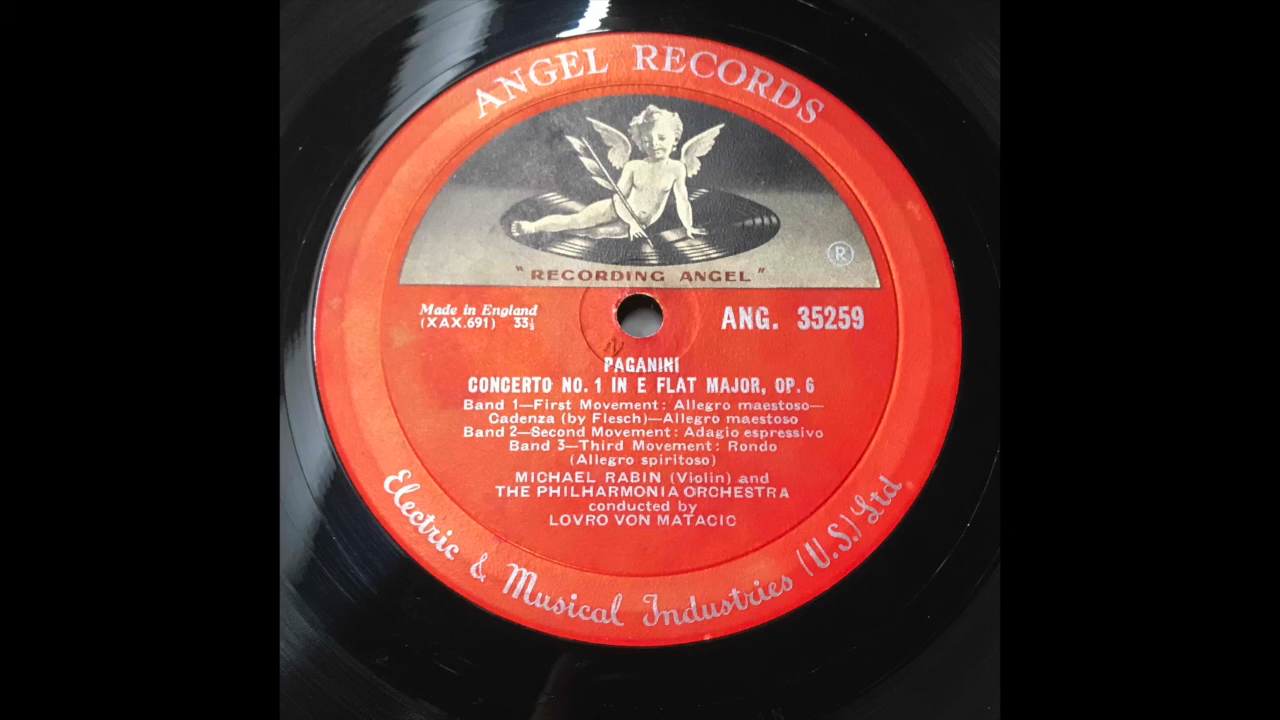 ANGEL RECORDS
"RECORDING ANGEL"
®
Made in England
(XAX.691) 33⅓
ANG. 35259
PAGANINI
CONCERTO NO. 1 IN E FLAT MAJOR, OP. 6
Band 1—First Movement: Allegro maestoso—
Cadenza (by Flesch)—Allegro maestoso
Band 2—Second Movement: Adagio espressivo
Band 3—Third Movement: Rondo
(Allegro spiritoso)
MICHAEL RABIN (Violin) and
THE PHILHARMONIA ORCHESTRA
conducted by
LOVRO VON MATACIC
Electric & Musical Industries (U.S.) Ltd